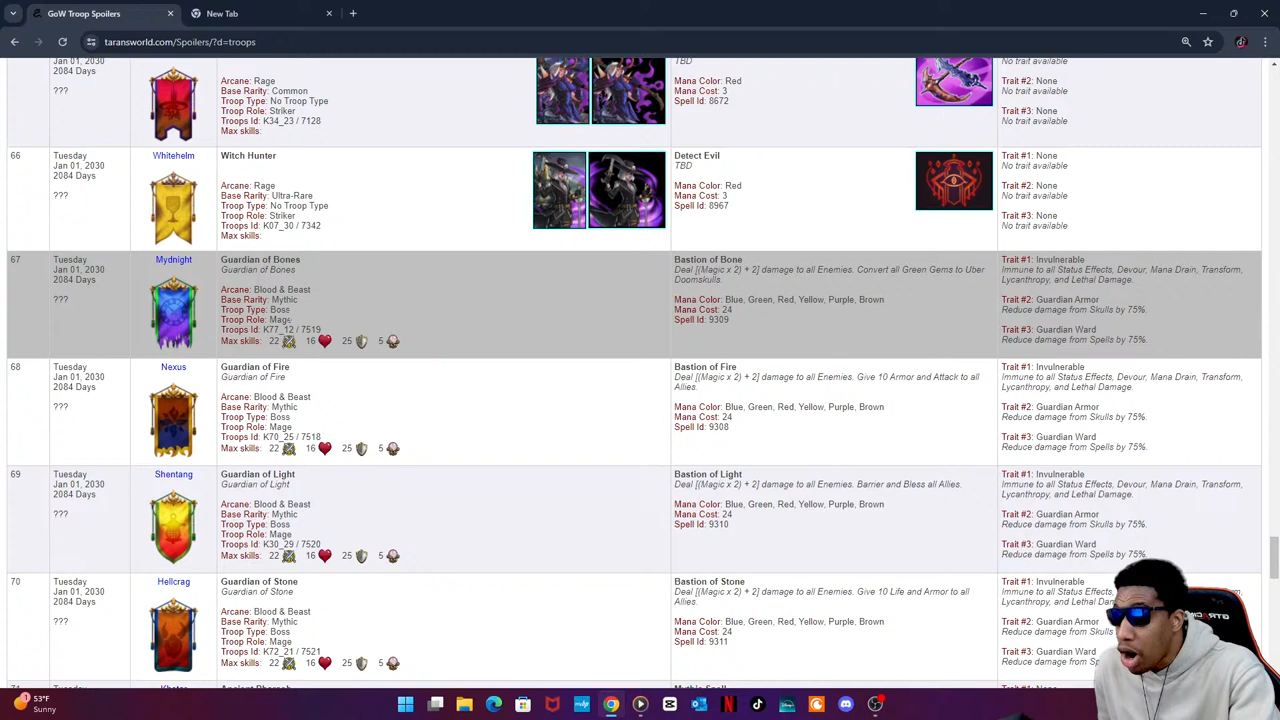 GoW Troop Spoilers
New Tab
taransworld.com/Spoilers/?d=troops
Jan 01, 2030
2084 Days
???
Arcane: Rage
Base Rarity: Common
Troop Type: No Troop Type
Troop Role: Striker
Troops Id: K34_23 / 7128
Max skills:
TBD
Mana Color: Red
Mana Cost: 3
Spell Id: 8672
No trait available
Trait #2: None
No trait available
Trait #3: None
No trait available
66
Tuesday
Jan 01, 2030
2084 Days
???
Whitehelm
Witch Hunter
Arcane: Rage
Base Rarity: Ultra-Rare
Troop Type: No Troop Type
Troop Role: Striker
Troops Id: K07_30 / 7342
Max skills:
Detect Evil
TBD
Mana Color: Red
Mana Cost: 3
Spell Id: 8967
Trait #1: None
No trait available
Trait #2: None
No trait available
Trait #3: None
No trait available
67
Tuesday
Jan 01, 2030
2084 Days
???
Mydnight
Guardian of Bones
Guardian of Bones
Arcane: Blood & Beast
Base Rarity: Mythic
Troop Type: Boss
Troop Role: Mage
Troops Id: K77_12 / 7519
Max skills: 22 16 25 5
Bastion of Bone
Deal [(Magic x 2) + 2] damage to all Enemies. Convert all Green Gems to Uber
Doomskulls.
Mana Color: Blue, Green, Red, Yellow, Purple, Brown
Mana Cost: 24
Spell Id: 9309
Trait #1: Invulnerable
Immune to all Status Effects, Devour, Mana Drain, Transform,
Lycanthropy, and Lethal Damage.
Trait #2: Guardian Armor
Reduce damage from Skulls by 75%.
Trait #3: Guardian Ward
Reduce damage from Spells by 75%.
68
Tuesday
Jan 01, 2030
2084 Days
???
Nexus
Guardian of Fire
Guardian of Fire
Arcane: Blood & Beast
Base Rarity: Mythic
Troop Type: Boss
Troop Role: Mage
Troops Id: K70_25 / 7518
Max skills: 22 16 25 5
Bastion of Fire
Deal [(Magic x 2) + 2] damage to all Enemies. Give 10 Armor and Attack to all
Allies.
Mana Color: Blue, Green, Red, Yellow, Purple, Brown
Mana Cost: 24
Spell Id: 9308
Trait #1: Invulnerable
Immune to all Status Effects, Devour, Mana Drain, Transform,
Lycanthropy, and Lethal Damage.
Trait #2: Guardian Armor
Reduce damage from Skulls by 75%.
Trait #3: Guardian Ward
Reduce damage from Spells by 75%.
69
Tuesday
Jan 01, 2030
2084 Days
???
Shentang
Guardian of Light
Guardian of Light
Arcane: Blood & Beast
Base Rarity: Mythic
Troop Type: Boss
Troop Role: Mage
Troops Id: K30_29 / 7520
Max skills: 22 16 25 5
Bastion of Light
Deal [(Magic x 2) + 2] damage to all Enemies. Barrier and Bless all Allies.
Mana Color: Blue, Green, Red, Yellow, Purple, Brown
Mana Cost: 24
Spell Id: 9310
Trait #1: Invulnerable
Immune to all Status Effects, Devour, Mana Drain, Transform,
Lycanthropy, and Lethal Damage.
Trait #2: Guardian Armor
Reduce damage from Skulls by 75%.
Trait #3: Guardian Ward
Reduce damage from Spells by 75%.
70
Tuesday
Jan 01, 2030
2084 Days
???
Hellcrag
Guardian of Stone
Guardian of Stone
Arcane: Blood & Beast
Base Rarity: Mythic
Troop Type: Boss
Troop Role: Mage
Troops Id: K72_21 / 7521
Max skills: 22 16 25 5
Bastion of Stone
Deal [(Magic x 2) + 2] damage to all Enemies. Give 10 Life and Armor to all
Allies.
Mana Color: Blue, Green, Red, Yellow, Purple, Brown
Mana Cost: 24
Spell Id: 9311
Trait #1: Invulnerable
Immune to all Status
Lycanthropy, and Lethal
Trait #2: Guardian
Reduce damage from Skulls
Trait #3: Guardian
Reduce damage from
53°F
Sunny